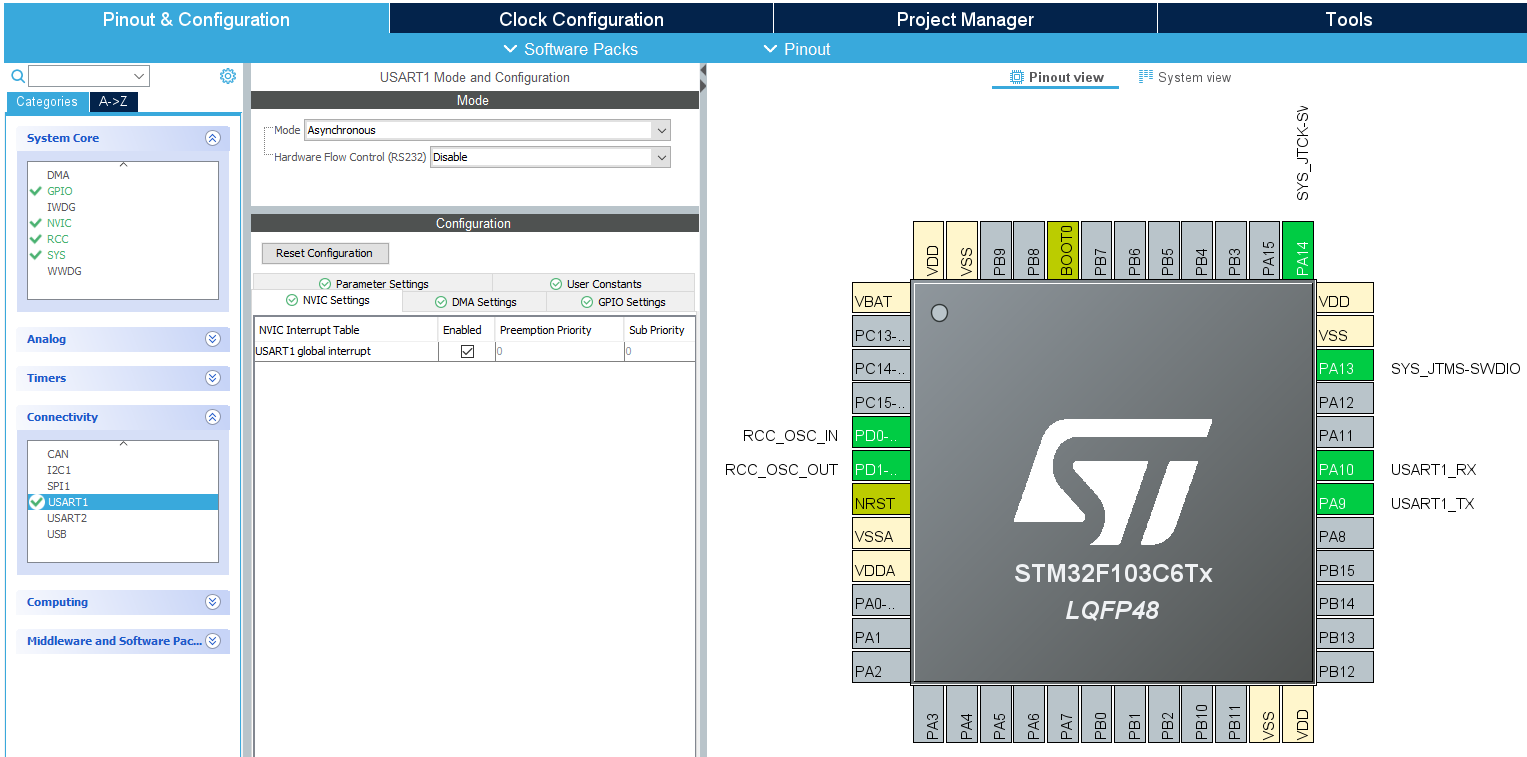 Pinout & Configuration
Clock Configuration
Project Manager
Tools
Software Packs
Pinout
Categories
A->Z
System Core
DMA
GPIO
IWDG
NVIC
RCC
SYS
WWDG
Analog
Timers
Connectivity
CAN
I2C1
SPI1
USART1
USART2
USB
Computing
Middleware and Software Pac...
USART1 Mode and Configuration
Mode
Mode Asynchronous
Hardware Flow Control (RS232) Disable
Configuration
Reset Configuration
Parameter Settings
User Constants
NVIC Settings
DMA Settings
GPIO Settings
NVIC Interrupt Table Enabled Preemption Priority Sub Priority
USART1 global interrupt 0 0
Pinout view
System view
SYS_JTCK-SW
VDD
VSS
PB9
PB8
BOOT0
PB7
PB6
PB5
PB4
PB3
PA15
PA14
VBAT
PC13-..
PC14-..
PC15-..
RCC_OSC_IN PD0-..
RCC_OSC_OUT PD1-..
NRST
VSSA
VDDA
PA0-..
PA1
PA2
STM32F103C6Tx
LQFP48
VDD
VSS
PA13 SYS_JTMS-SWDIO
PA12
PA11
PA10 USART1_RX
PA9 USART1_TX
PA8
PB15
PB14
PB13
PB12
PA3
PA4
PA5
PA6
PA7
PB0
PB1
PB2
PB10
PB11
VSS
VDD